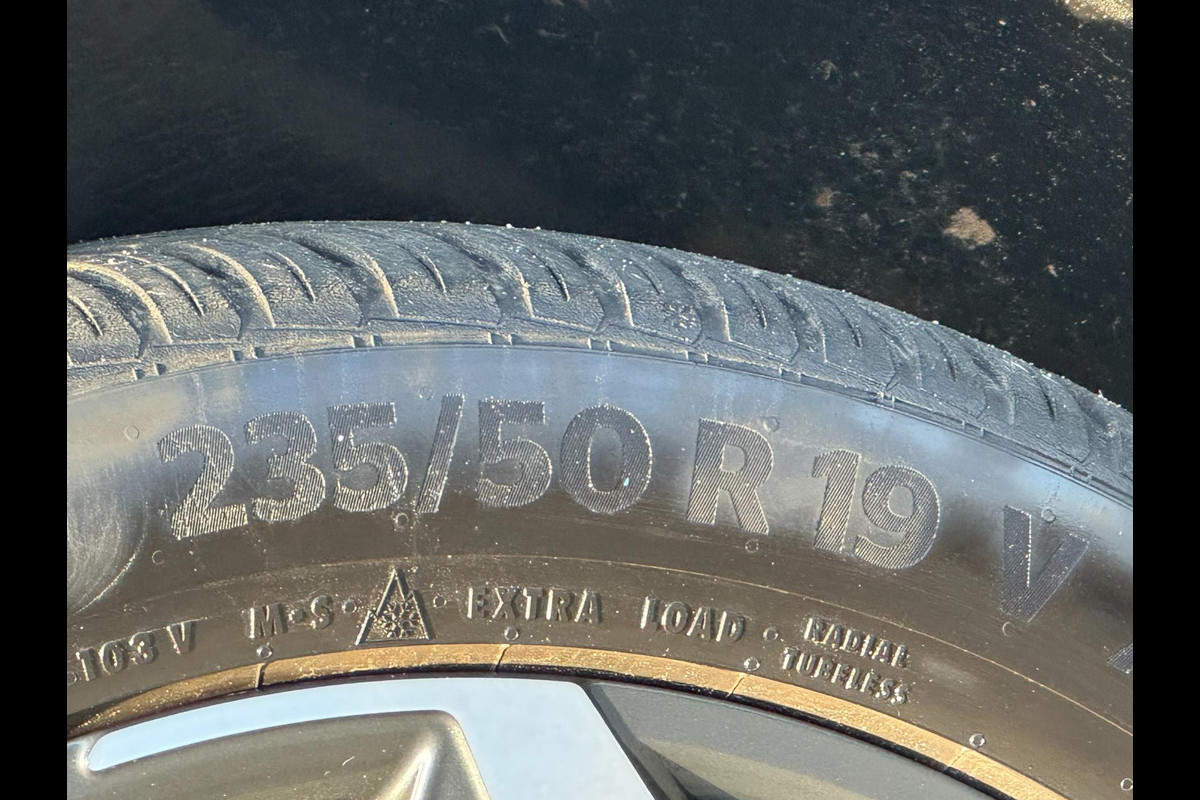 235/50 R 19 V
103 V M·S EXTRA LOAD RADIAL
TUBELESS